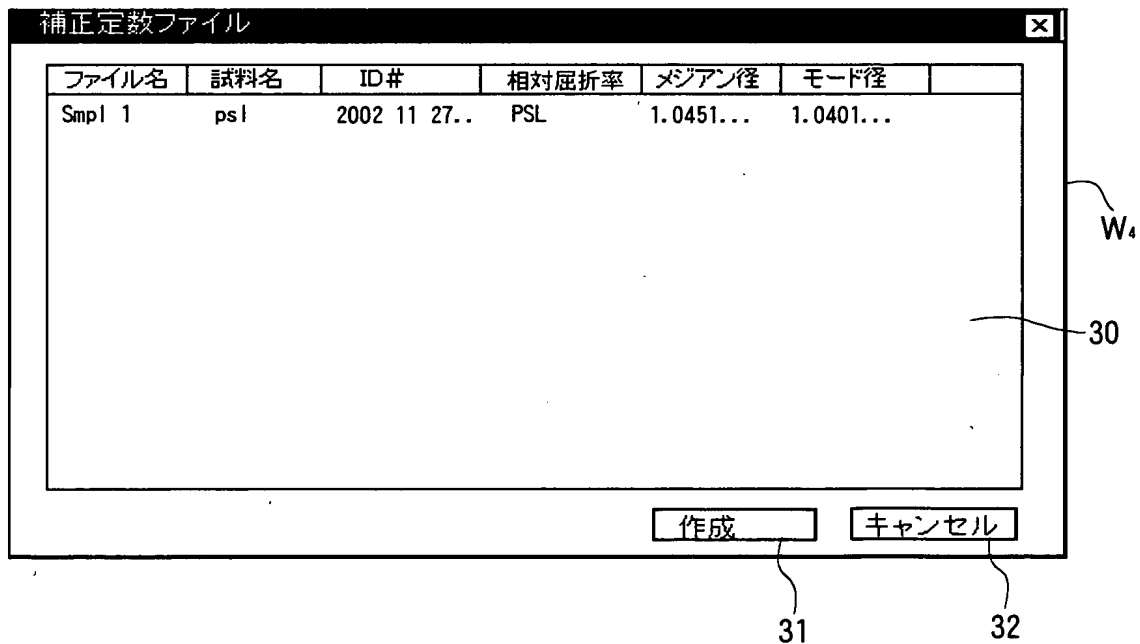 補正定数ファイル
ファイル名 試料名 ID# 相対屈折率 メジアン径 モード径
Smpl 1 psl 2002 11 27.. PSL 1.0451... 1.0401...
W₄
30
作成 キャンセル
31 32